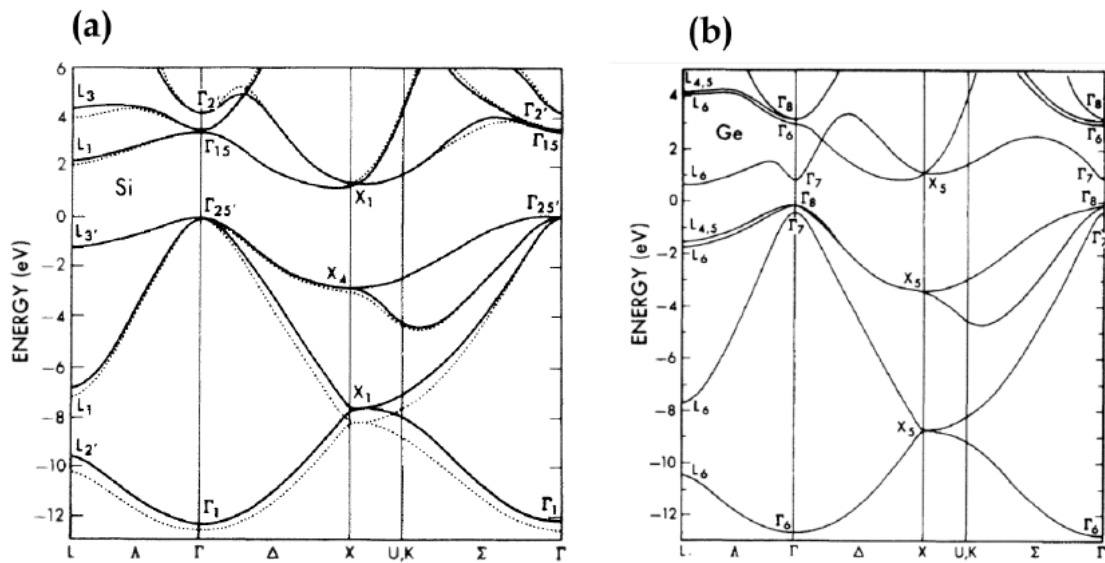 (a)
6
4
2
0
−2
−4
−6
−8
−10
−12
ENERGY (eV)
L3
L1
Si
L3'
L1
L2'
Γ2'
Γ15
Γ25'
X1
X4
X1
Γ1
Γ2'
Γ15
Γ25'
Γ1
L Λ Γ Δ X U,K Σ Γ
(b)
4
2
0
−2
−4
−6
−8
−10
−12
ENERGY (eV)
L4,5
L6
Ge
L6
L4,5
L6
L6
L6
Γ8
Γ6
Γ7
Γ8
Γ7
X5
X5
X5
Γ6
Γ8
Γ6
Γ7
Γ8
Γ7
Γ6
L Λ Γ Δ X U,K Σ Γ